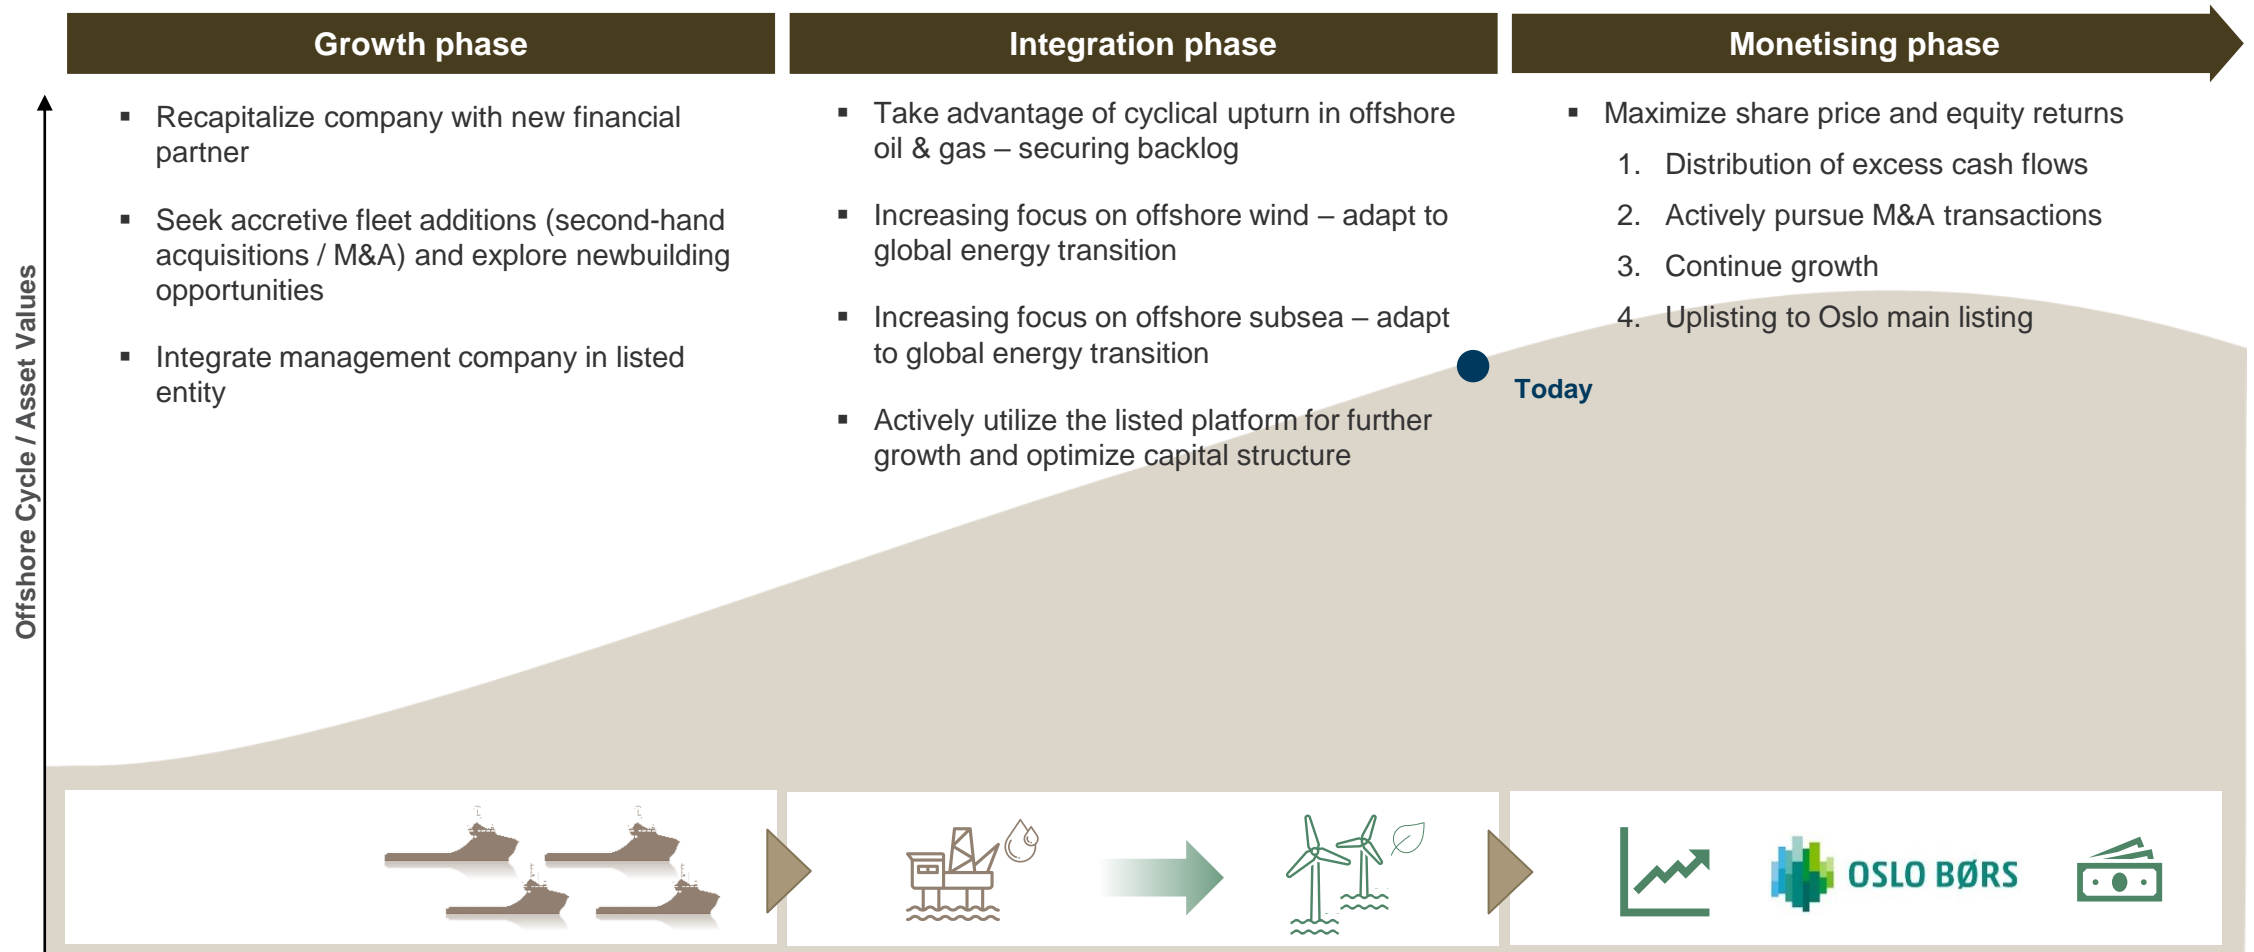 Growth phase
Integration phase
Monetising phase
Offshore Cycle / Asset Values
▪ Recapitalize company with new financial
partner
▪ Seek accretive fleet additions (second-hand
acquisitions / M&A) and explore newbuilding
opportunities
▪ Integrate management company in listed
entity
▪ Take advantage of cyclical upturn in offshore
oil & gas – securing backlog
▪ Increasing focus on offshore wind – adapt to
global energy transition
▪ Increasing focus on offshore subsea – adapt
to global energy transition
▪ Actively utilize the listed platform for further
growth and optimize capital structure
▪ Maximize share price and equity returns
1. Distribution of excess cash flows
2. Actively pursue M&A transactions
3. Continue growth
4. Uplisting to Oslo main listing
Today
OSLO BØRS